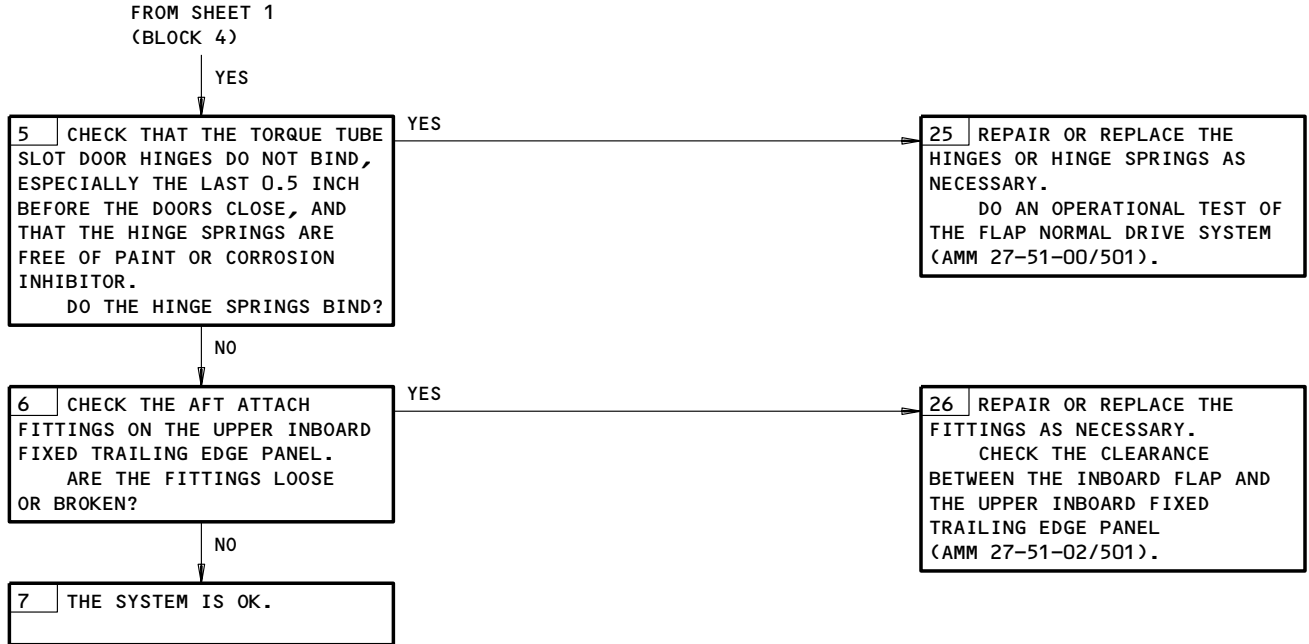 FROM SHEET 1
(BLOCK 4)
YES
5 CHECK THAT THE TORQUE TUBE
SLOT DOOR HINGES DO NOT BIND,
ESPECIALLY THE LAST 0.5 INCH
BEFORE THE DOORS CLOSE, AND
THAT THE HINGE SPRINGS ARE
FREE OF PAINT OR CORROSION
INHIBITOR.
DO THE HINGE SPRINGS BIND?
YES
25 REPAIR OR REPLACE THE
HINGES OR HINGE SPRINGS AS
NECESSARY.
DO AN OPERATIONAL TEST OF
THE FLAP NORMAL DRIVE SYSTEM
(AMM 27-51-00/501).
NO
6 CHECK THE AFT ATTACH
FITTINGS ON THE UPPER INBOARD
FIXED TRAILING EDGE PANEL.
ARE THE FITTINGS LOOSE
OR BROKEN?
YES
26 REPAIR OR REPLACE THE
FITTINGS AS NECESSARY.
CHECK THE CLEARANCE
BETWEEN THE INBOARD FLAP AND
THE UPPER INBOARD FIXED
TRAILING EDGE PANEL
(AMM 27-51-02/501).
NO
7 THE SYSTEM IS OK.